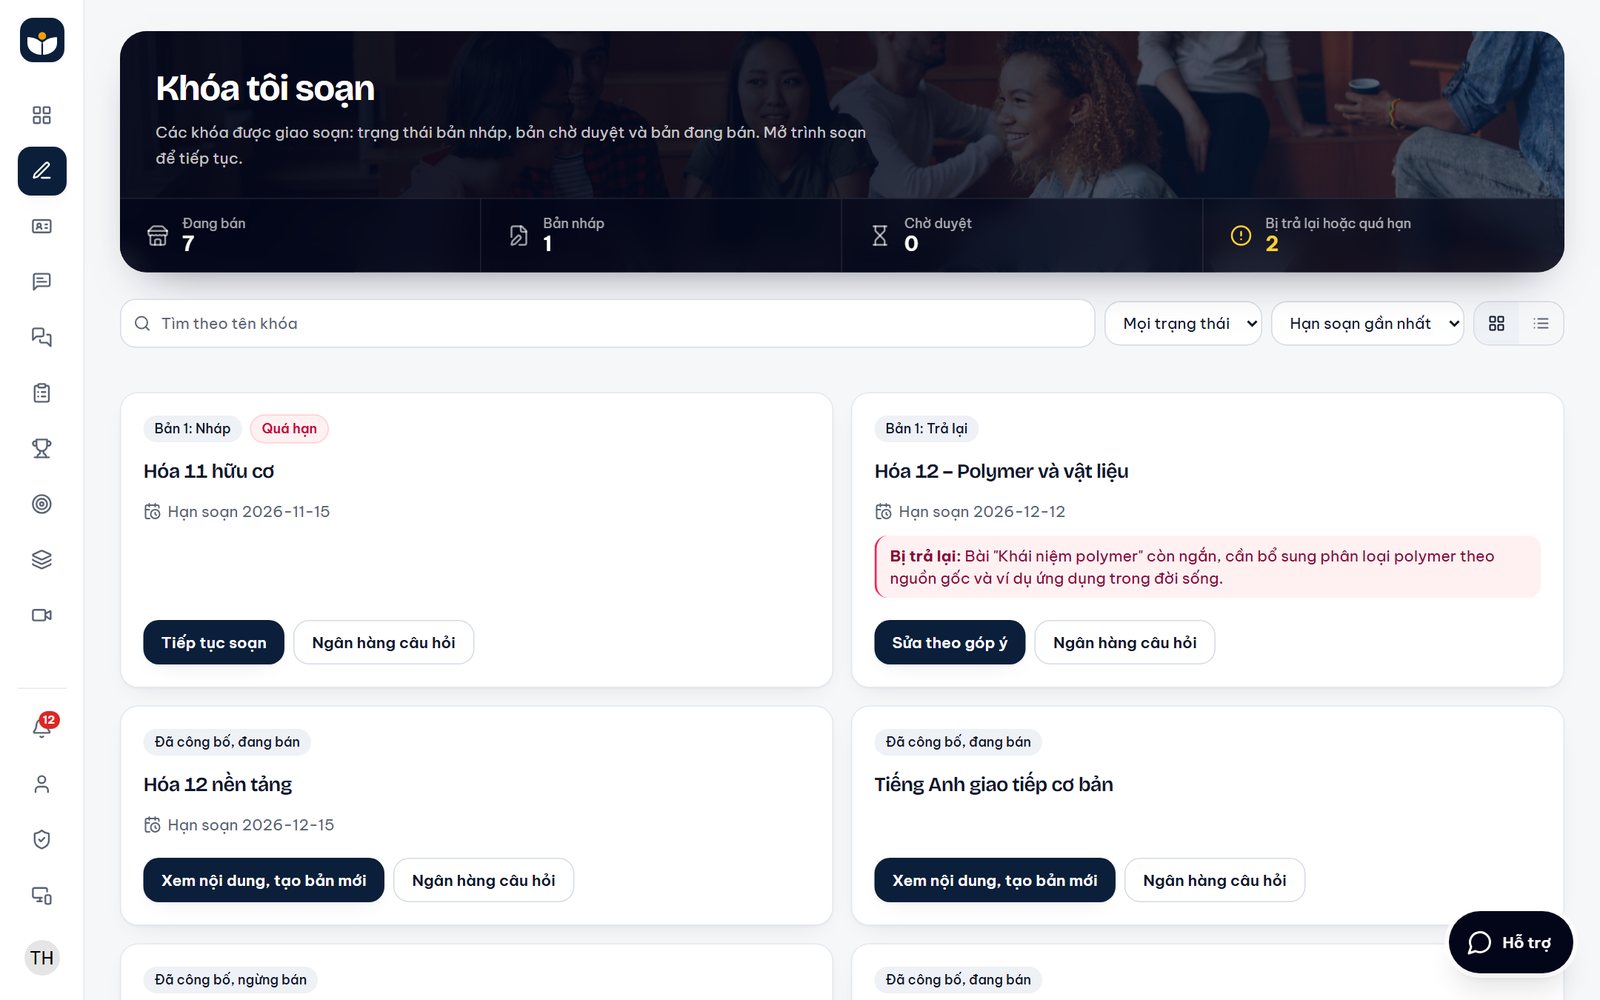 Khóa tôi soạn
Các khóa được giao soạn: trạng thái bản nháp, bản chờ duyệt và bản đang bán. Mở trình soạn
để tiếp tục.
Đang bán
7
Bản nháp
1
Chờ duyệt
0
Bị trả lại hoặc quá hạn
2
Tìm theo tên khóa
Mọi trạng thái
Hạn soạn gần nhất
Bản 1: Nháp
Quá hạn
Hóa 11 hữu cơ
Hạn soạn 2026-11-15
Tiếp tục soạn
Ngân hàng câu hỏi
Bản 1: Trả lại
Hóa 12 – Polymer và vật liệu
Hạn soạn 2026-12-12
Bị trả lại: Bài "Khái niệm polymer" còn ngắn, cần bổ sung phân loại polymer theo
nguồn gốc và ví dụ ứng dụng trong đời sống.
Sửa theo góp ý
Ngân hàng câu hỏi
Đã công bố, đang bán
Hóa 12 nền tảng
Hạn soạn 2026-12-15
Xem nội dung, tạo bản mới
Ngân hàng câu hỏi
Đã công bố, đang bán
Tiếng Anh giao tiếp cơ bản
Xem nội dung, tạo bản mới
Ngân hàng câu hỏi
Đã công bố, ngừng bán
Đã công bố, đang bán
12
TH
Hỗ trợ